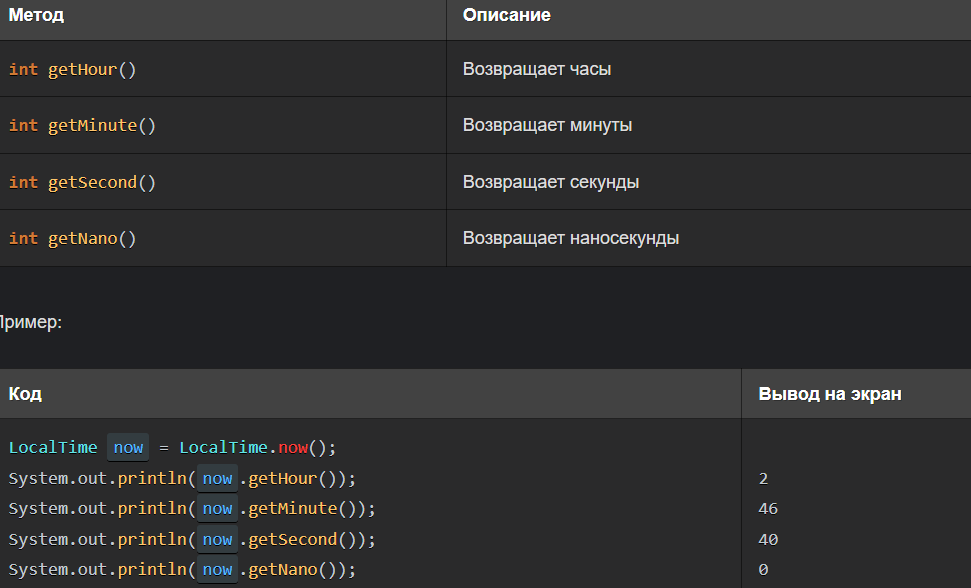 Метод Описание
int getHour() Возвращает часы
int getMinute() Возвращает минуты
int getSecond() Возвращает секунды
int getNano() Возвращает наносекунды
Пример:
Код Вывод на экран
LocalTime now = LocalTime.now();
System.out.println(now.getHour()); 2
System.out.println(now.getMinute()); 46
System.out.println(now.getSecond()); 40
System.out.println(now.getNano()); 0